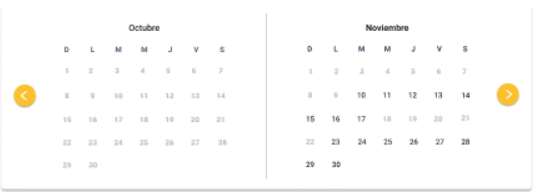 Octubre
D L M M J V S
1 2 3 4 5 6 7
8 9 10 11 12 13 14
15 16 17 18 19 20 21
22 23 24 25 26 27 28
29 30
Noviembre
D L M M J V S
1 2 3 4 5 6 7
8 9 10 11 12 13 14
15 16 17 18 19 20 21
22 23 24 25 26 27 28
29 30